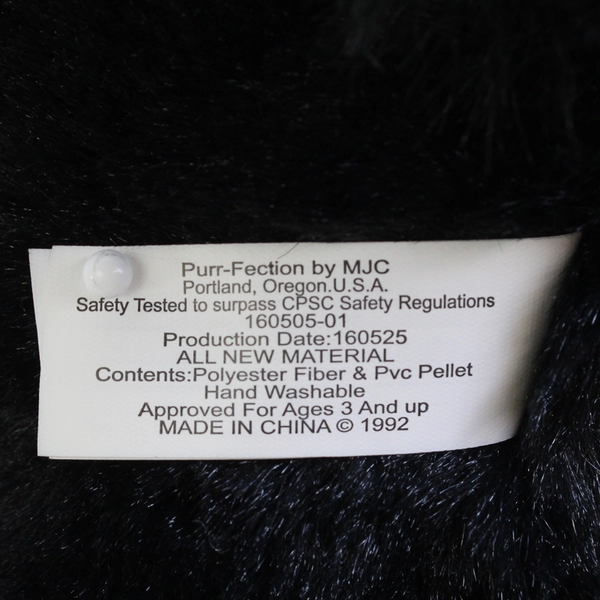 Purr-Fection by MJC
Portland, Oregon.U.S.A.
Safety Tested to surpass CPSC Safety Regulations
160505-01
Production Date:160525
ALL NEW MATERIAL
Contents:Polyester Fiber & Pvc Pellet
Hand Washable
Approved For Ages 3 And up
MADE IN CHINA © 1992